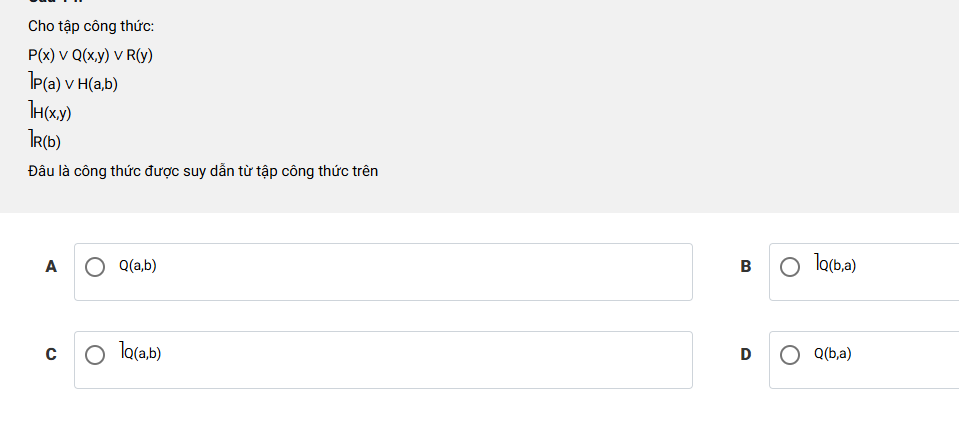 Cho tập công thức:
P(x) v Q(x,y) v R(y)
⌉P(a) v H(a,b)
⌉H(x,y)
⌉R(b)
Đâu là công thức được suy dẫn từ tập công thức trên
A Q(a,b)
B ⌉Q(b,a)
C ⌉Q(a,b)
D Q(b,a)